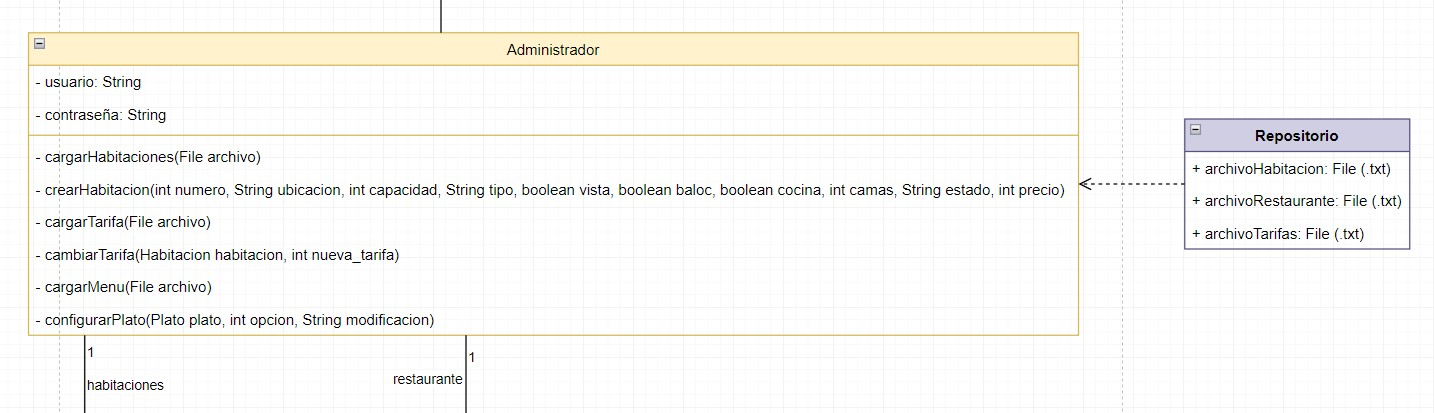 Administrador
- usuario: String
- contraseña: String
- cargarHabitaciones(File archivo)
- crearHabitacion(int numero, String ubicacion, int capacidad, String tipo, boolean vista, boolean baloc, boolean cocina, int camas, String estado, int precio)
- cargarTarifa(File archivo)
- cambiarTarifa(Habitacion habitacion, int nueva_tarifa)
- cargarMenu(File archivo)
- configurarPlato(Plato plato, int opcion, String modificacion)
1
habitaciones
1
restaurante
Repositorio
+ archivoHabitacion: File (.txt)
+ archivoRestaurante: File (.txt)
+ archivoTarifas: File (.txt)